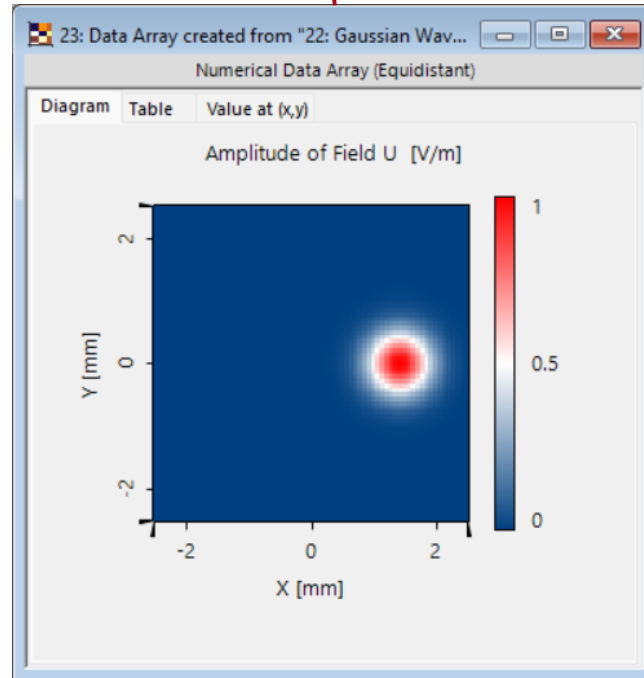 23: Data Array created from "22: Gaussian Wav...
Numerical Data Array (Equidistant)
Diagram Table Value at (x,y)
Amplitude of Field U [V/m]
1
2
Y [mm]
0
0.5
-2
0
-2 0 2
X [mm]